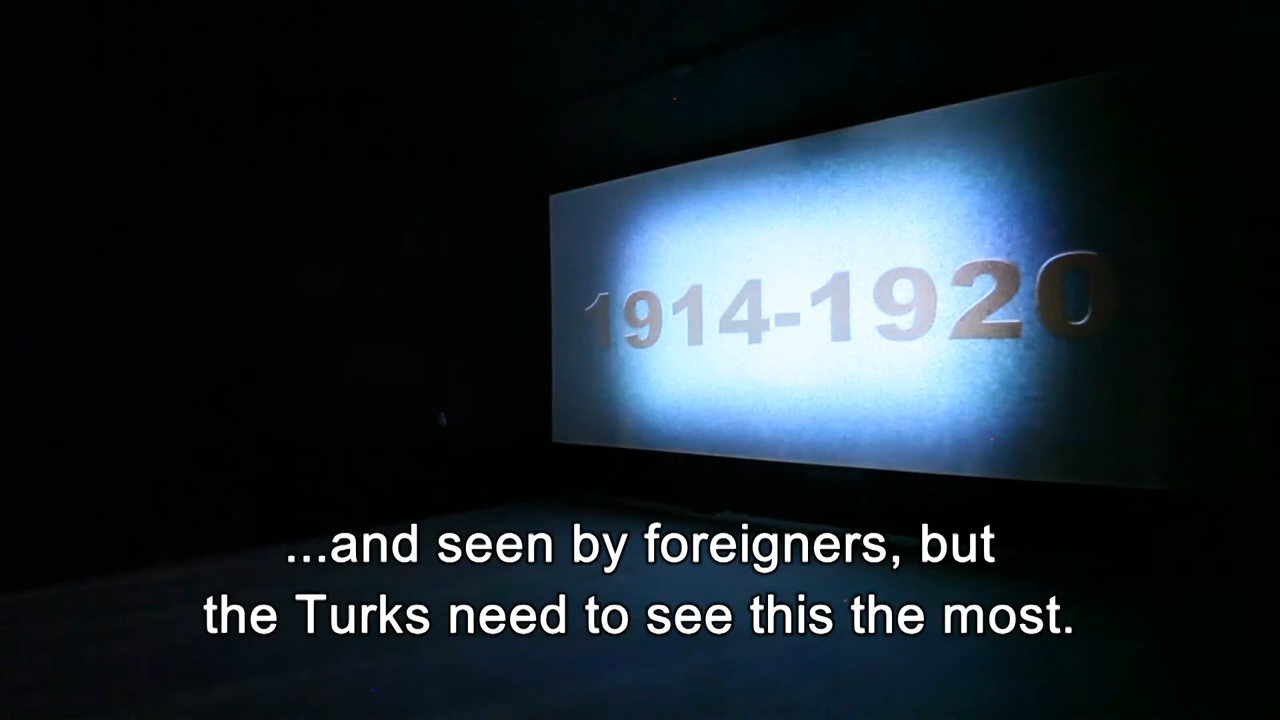 1914-1920
...and seen by foreigners, but
the Turks need to see this the most.